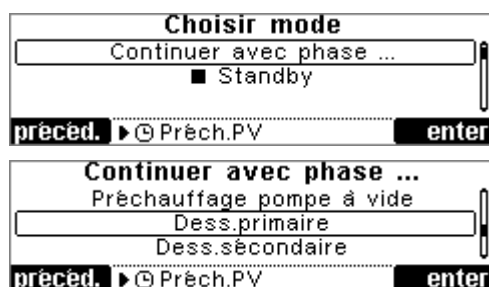 Choisir mode
Continuer avec phase ...
■ Standby
précéd. ▶ Préch.PV enter
Continuer avec phase ...
Préchauffage pompe á vide
Dess.primaire
Dess.sécondaire
précéd. ▶ Préch.PV enter